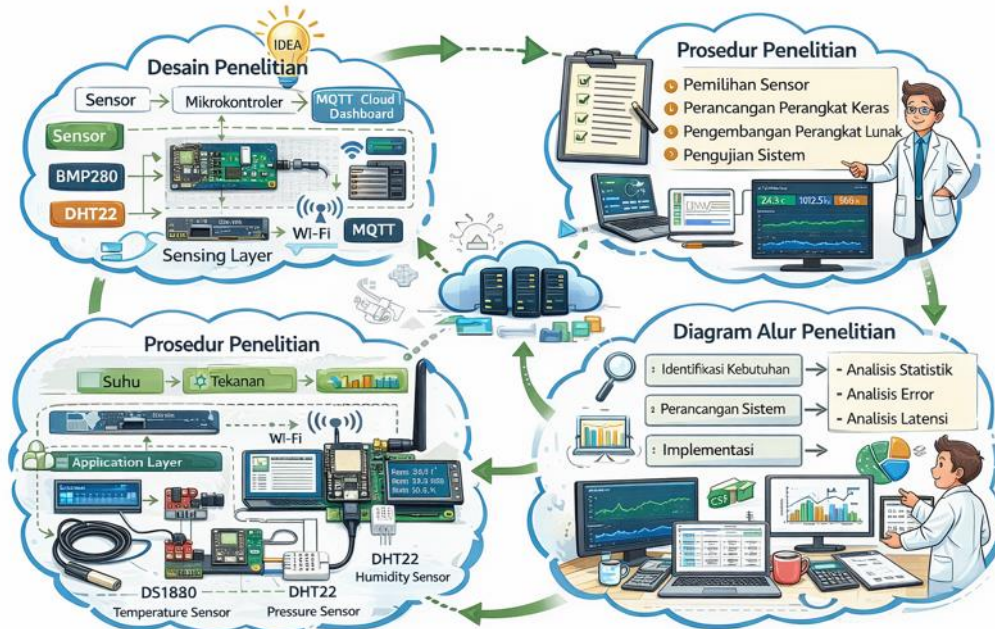 IDEA
Desain Penelitian
Sensor
Mikrokontroler
MQTT Cloud
Dashboard
Sensor
BMP280
DHT22
Wi-Fi
MQTT
Sensing Layer
Prosedur Penelitian
Pemilihan Sensor
Perancangan Perangkat Keras
Pengembangan Perangkat Lunak
Pengujian Sistem
24.3 c
Prosedur Penelitian
Suhu
Tekanan
Wi-Fi
Application Layer
DS1880
Temperature Sensor
DHT22
Pressure Sensor
DHT22
Humidity Sensor
Diagram Alur Penelitian
: Identifikasi Kebutuhan
2 Perancangan Sistem
: Implementasi
- Analisis Statistik
- Analisis Error
- Analisis Latensi